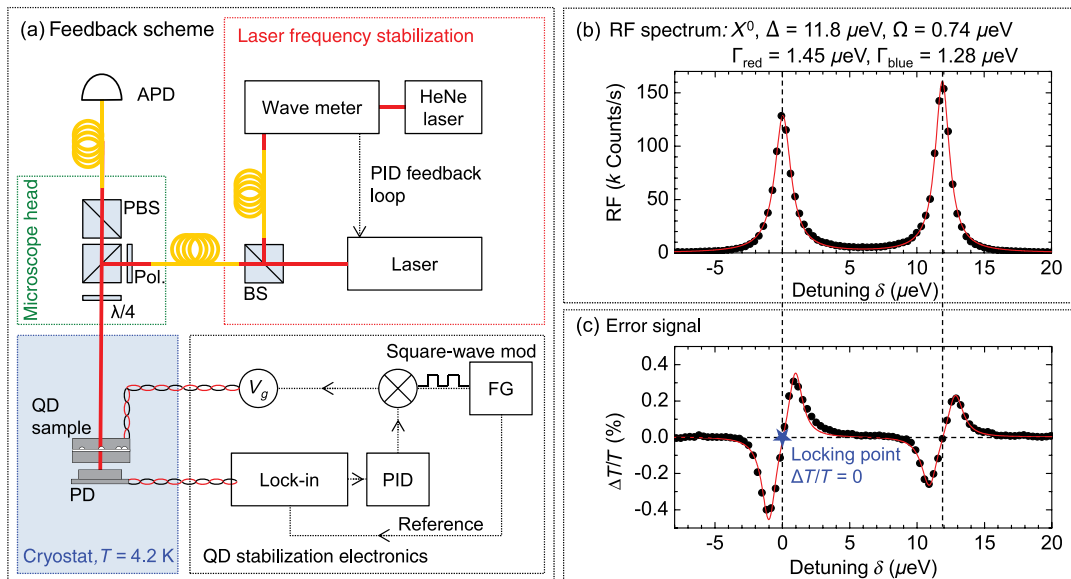 (a) Feedback scheme
Laser frequency stabilization
APD
Wave meter
HeNe
laser
PID feedback
loop
Microscope head
PBS
Pol.
λ/4
BS
Laser
Square-wave mod
V_g
FG
QD
sample
PD
Lock-in
PID
Reference
Cryostat, T = 4.2 K
QD stabilization electronics
(b) RF spectrum: X⁰, Δ = 11.8 µeV, Ω = 0.74 µeV
Γ_red = 1.45 µeV, Γ_blue = 1.28 µeV
RF (k Counts/s)
150
100
50
0
-5 0 5 10 15 20
Detuning δ (µeV)
(c) Error signal
ΔT/T (%)
0.4
0.2
0.0
-0.2
-0.4
Locking point
ΔT/T = 0
-5 0 5 10 15 20
Detuning δ (µeV)